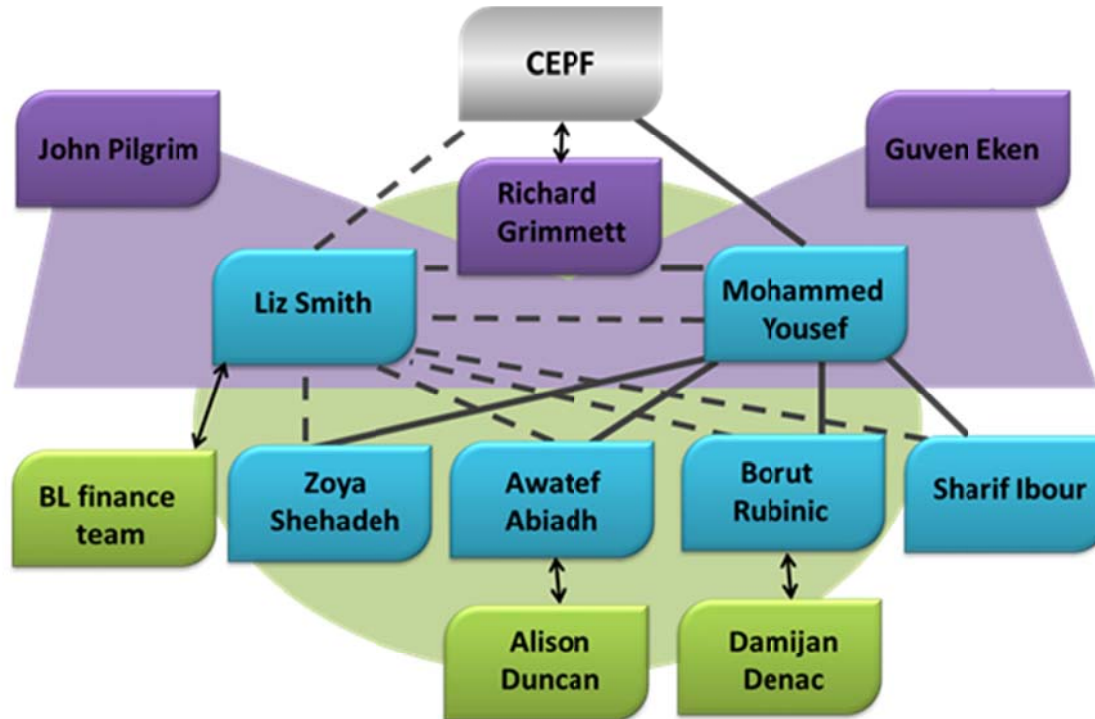 CEPF
John Pilgrim
Guven Eken
Richard
Grimmett
Liz Smith
Mohammed
Yousef
BL finance
team
Zoya
Shehadeh
Awatef
Abiadh
Borut
Rubinic
Sharif Ibour
Alison
Duncan
Damijan
Denac